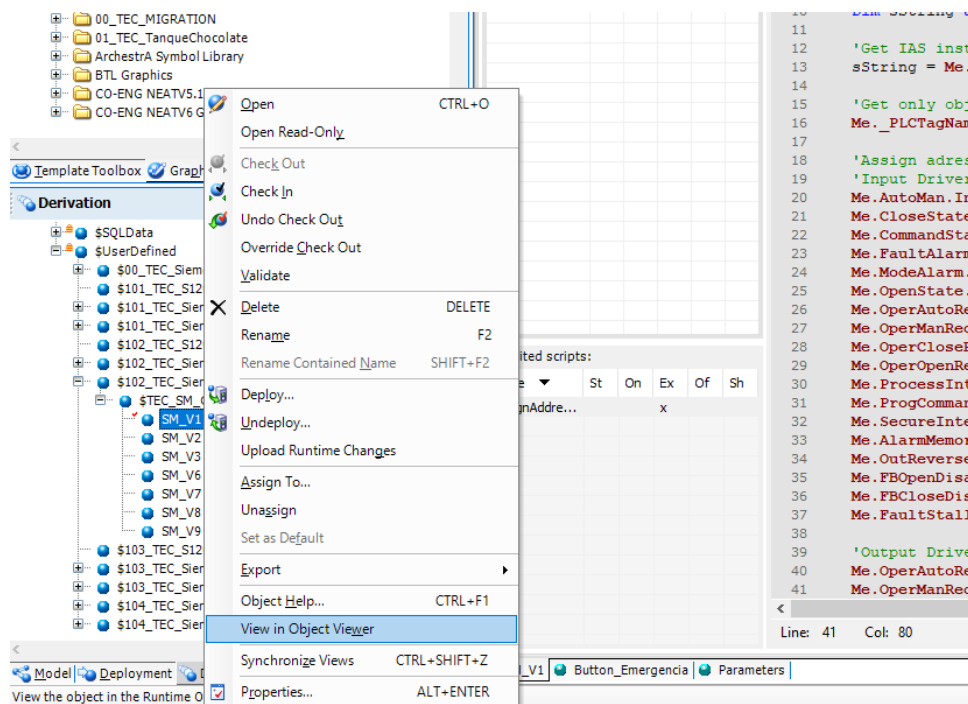 00_TEC_MIGRATION
01_TEC_TanqueChocolate
ArchestrA Symbol Library
BTL Graphics
CO-ENG NEATV5.1
CO-ENG NEATV6 G
Template Toolbox Grap
Derivation
$SQLData
$UserDefined
$00_TEC_Siem
$101_TEC_S12
$101_TEC_Sier
$101_TEC_Sier
$102_TEC_S12
$102_TEC_Sier
$102_TEC_Sier
$TEC_SM_
SM_V1
SM_V2
SM_V3
SM_V6
SM_V7
SM_V8
SM_V9
$103_TEC_S12
$103_TEC_Sier
$103_TEC_Sier
$104_TEC_Sier
$104_TEC_Sier
Model Deployment
View the object in the Runtime O
Open CTRL+O
Open Read-Only
Check Out
Check In
Undo Check Out
Override Check Out
Validate
Delete DELETE
Rename F2
Rename Contained Name SHIFT+F2
Deploy...
Undeploy...
Upload Runtime Changes
Assign To...
Unassign
Set as Default
Export
Object Help... CTRL+F1
View in Object Viewer
Synchronize Views CTRL+SHIFT+Z
Properties... ALT+ENTER
ited scripts:
e St On Ex Of Sh
gnAddre... x
_V1 Button_Emergencia Parameters
10 Dim sString
11
12 'Get IAS inst
13 sString = Me.
14
15 'Get only obj
16 Me._PLCTagNam
17
18 'Assign adres
19 'Input Driver
20 Me.AutoMan.In
21 Me.CloseState
22 Me.CommandSta
23 Me.FaultAlarm
24 Me.ModeAlarm.
25 Me.OpenState.
26 Me.OperAutoRe
27 Me.OperManRec
28 Me.OperCloseR
29 Me.OperOpenRe
30 Me.ProcessInt
31 Me.ProgComman
32 Me.SecureInte
33 Me.AlarmMemor
34 Me.OutReverse
35 Me.FBOpenDisa
36 Me.FBCloseDis
37 Me.FaultStall
38
39 'Output Drive
40 Me.OperAutoRe
41 Me.OperManRec
Line: 41 Col: 80